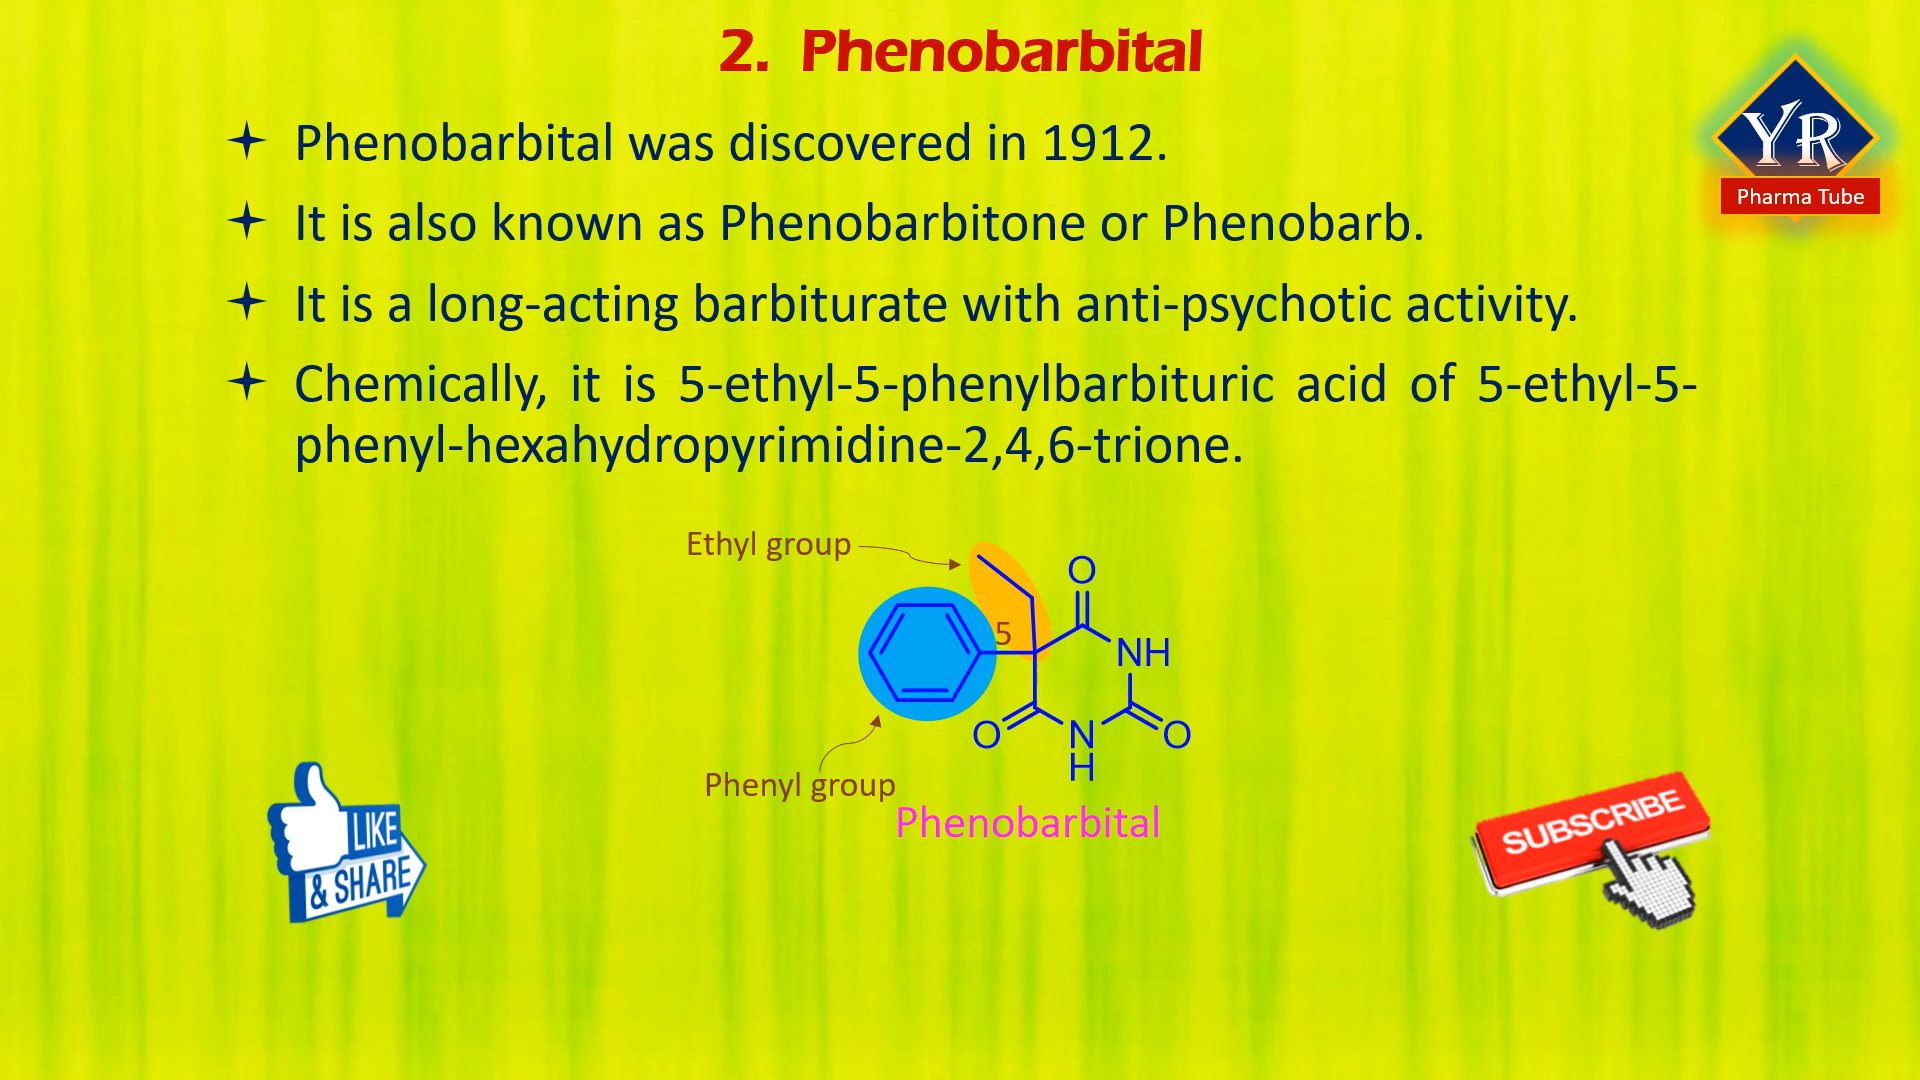 2. Phenobarbital
YR
Pharma Tube
Phenobarbital was discovered in 1912.
It is also known as Phenobarbitone or Phenobarb.
It is a long-acting barbiturate with anti-psychotic activity.
Chemically, it is 5-ethyl-5-phenylbarbituric acid of 5-ethyl-5-
phenyl-hexahydropyrimidine-2,4,6-trione.
Ethyl group
O
5
NH
O
N
O
H
Phenyl group
Phenobarbital
LIKE
& SHARE
SUBSCRIBE